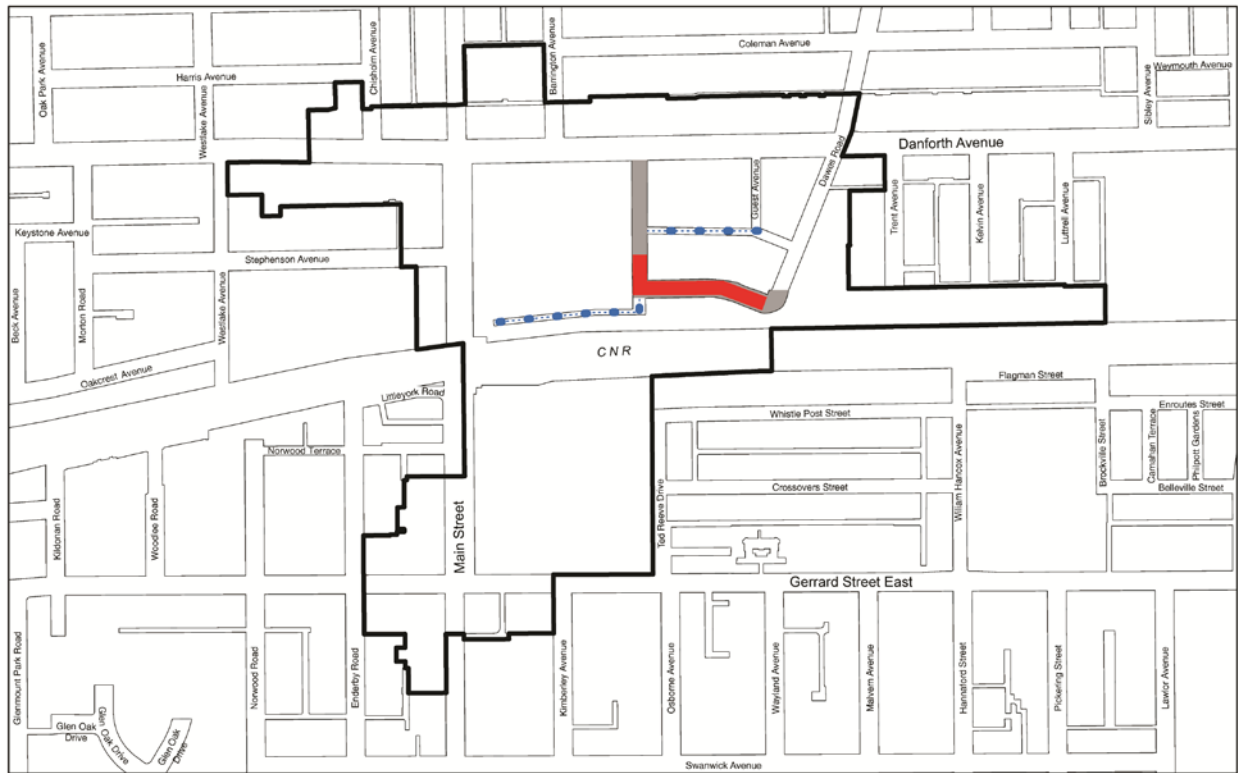 Oak Park Avenue
Harris Avenue
Westlake Avenue
Chisholm Avenue
Barrington Avenue
Coleman Avenue
Sibley Avenue
Weymouth Avenue
Danforth Avenue
Dawes Road
Guest Avenue
Trent Avenue
Kelvin Avenue
Luttrell Avenue
Keystone Avenue
Stephenson Avenue
Beck Avenue
Morton Road
Westlake Avenue
Oakcrest Avenue
CNR
Littleyork Road
Flagman Street
Whistle Post Street
Enroutes Street
Norwood Terrace
Crossovers Street
Brockville Street
Carnahan Terrace
Philpott Gardens
Belleville Street
Kildonan Road
Woodlee Road
Main Street
Ted Reeve Drive
William Hancox Avenue
Gerrard Street East
Glenmount Park Road
Norwood Road
Enderby Road
Kimberley Avenue
Osborne Avenue
Wayland Avenue
Malvern Avenue
Hannaford Street
Pickering Street
Lawlor Avenue
Glen Oak
Drive
Glen Oak Drive
Glen Oak
Drive
Swanwick Avenue